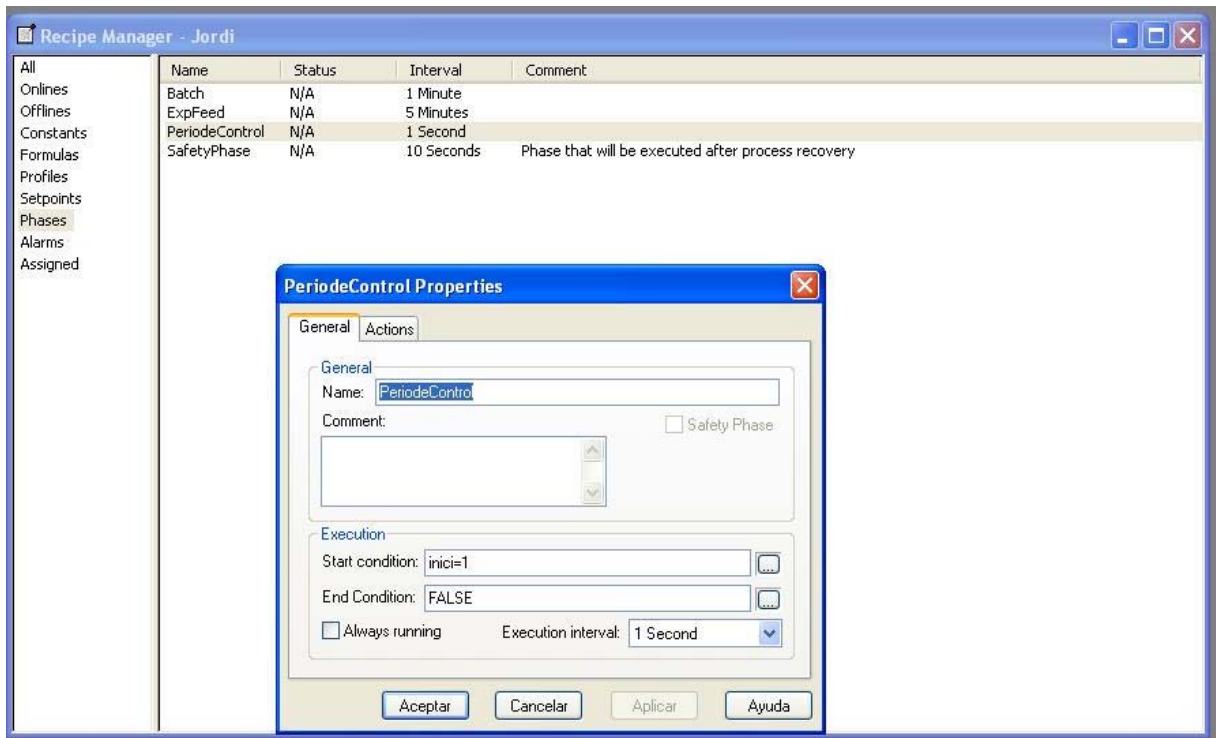 Recipe Manager - Jordi
All
Onlines
Offlines
Constants
Formulas
Profiles
Setpoints
Phases
Alarms
Assigned
Name Status Interval Comment
Batch N/A 1 Minute
ExpFeed N/A 5 Minutes
PeriodeControl N/A 1 Second
SafetyPhase N/A 10 Seconds Phase that will be executed after process recovery
PeriodeControl Properties
General Actions
General
Name: PeriodeControl
Comment: Safety Phase
Execution
Start condition: inici=1 ...
End Condition: FALSE ...
Always running Execution interval: 1 Second
Aceptar Cancelar Aplicar Ayuda